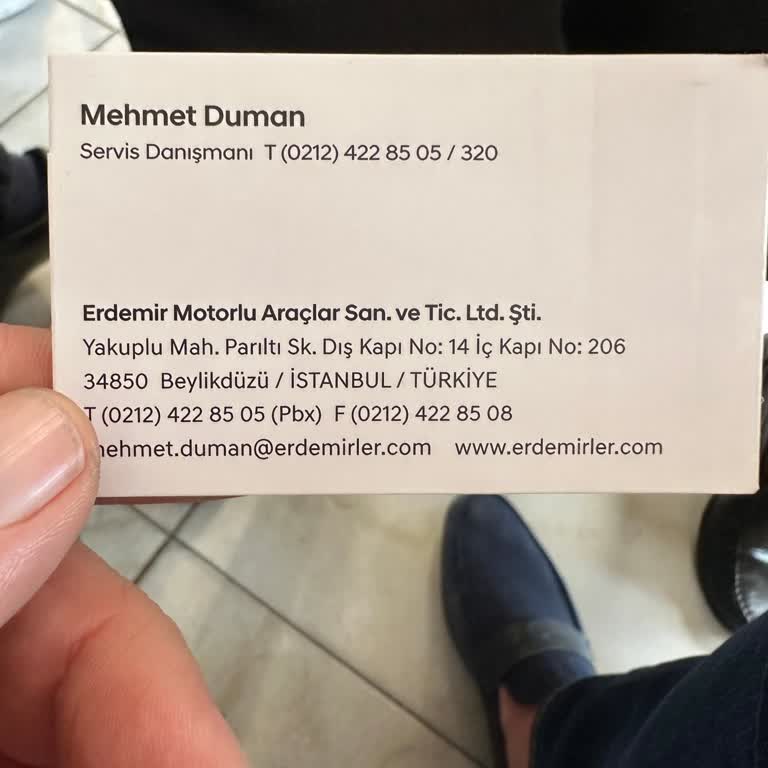 Mehmet Duman
Servis Danışmanı T (0212) 422 85 05 / 320
Erdemir Motorlu Araçlar San. ve Tic. Ltd. Şti.
Yakuplu Mah. Parıltı Sk. Dış Kapı No: 14 İç Kapı No: 206
34850 Beylikdüzü / İSTANBUL / TÜRKİYE
T (0212) 422 85 05 (Pbx) F (0212) 422 85 08
mehmet.duman@erdemirler.com www.erdemirler.com